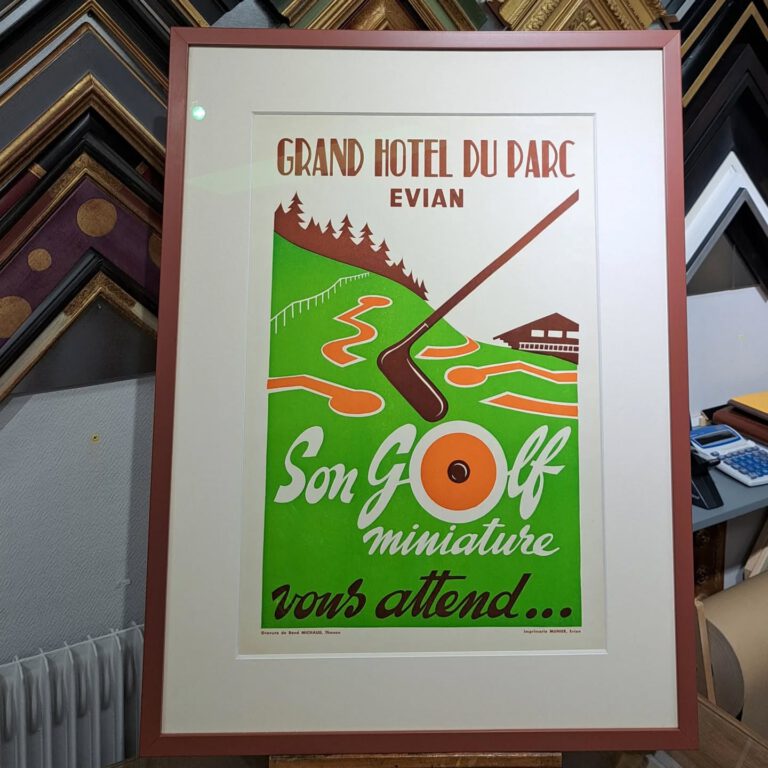 GRAND HOTEL DU PARC
EVIAN
Son Golf
miniature
vous attend...
Gravure de René MICHAUD, Thonon
Imprimerie MUNIER, Evian